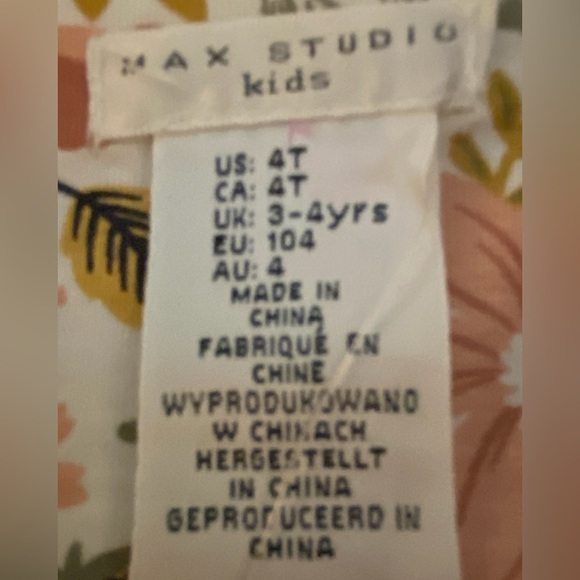 MAX STUDIO
kids
US: 4T
CA: 4T
UK: 3-4yrs
EU: 104
AU: 4
MADE IN
CHINA
FABRIQUÉ EN
CHINE
WYPRODUKOWANO
W CHINACH
HERGESTELLT
IN CHINA
GEPRODUCEERD IN
CHINA